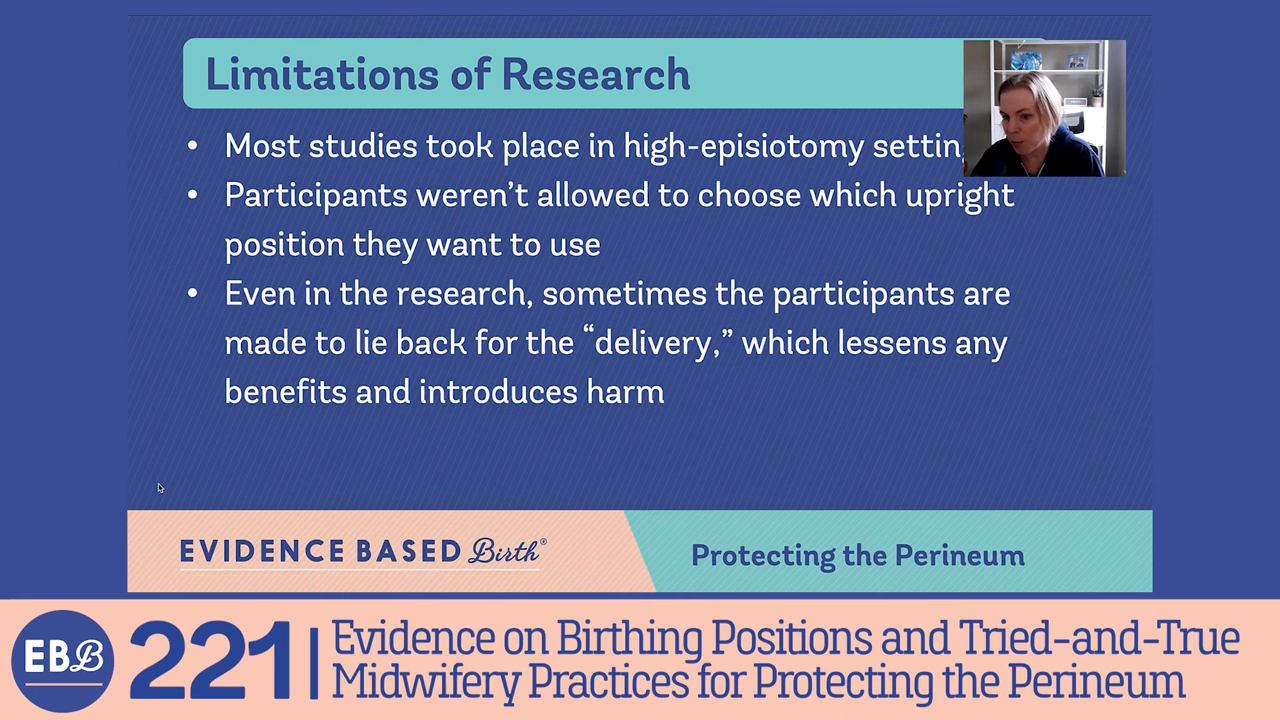 Limitations of Research
• Most studies took place in high-episiotomy
• Participants weren’t allowed to choose which upright
position they want to use
• Even in the research, sometimes the participants are
made to lie back for the “delivery,” which lessens any
benefits and introduces harm
EVIDENCE BASED Birth®
Protecting the Perineum
EBB
221
Evidence on Birthing Positions and Tried-and-True
Midwifery Practices for Protecting the Perineum